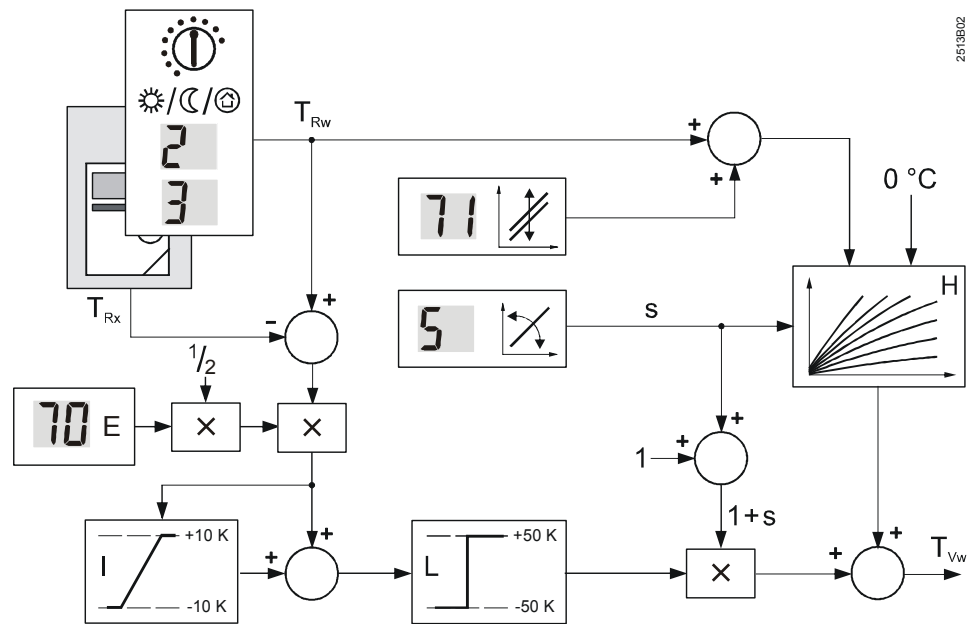 2513B02
/ /
2
3
T_Rw
+
+
71
0 °C
H
T_Rx
-
+
5
s
1/2
70 E
×
×
+
+
1
1+s
I
+10 K
-10 K
+
+
L
+50 K
-50 K
×
+
+
T_Vw